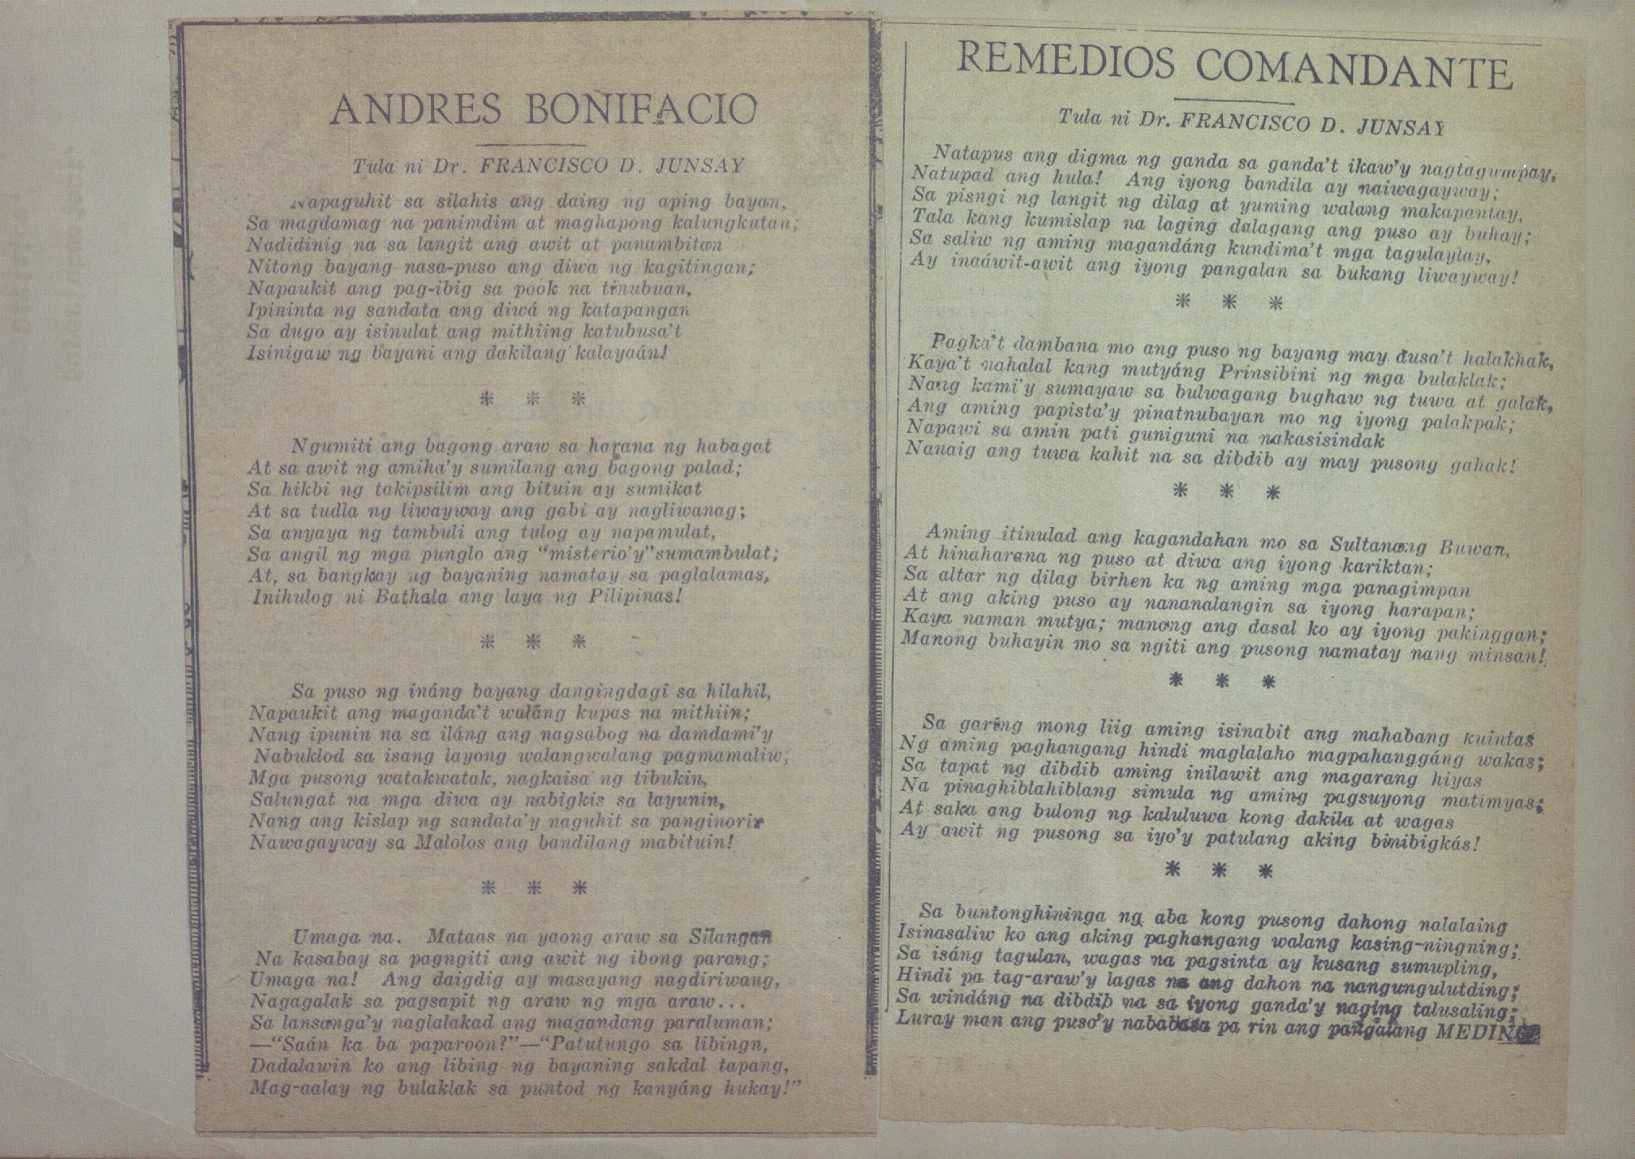 ANDRES BONIFACIO
Tula ni Dr. FRANCISCO D. JUNSAY
Napaguhit sa silahis ang daing ng aping bayan,
Sa magdamag na panimdim at maghapong kalungkutan;
Nadidinig na sa langit ang awit at panambitan
Nitong bayang nasa-puso ang diwa ng kagitingan;
Napaukit ang pag-ibig sa pook na tinubuan,
Ipininta ng sandata ang diwá ng katapangan
Sa dugo ay isinulat ang mithiing katubusa't
Isinigaw ng bayani ang dakilang kalayaán!
* * *
Ngumiti ang bagong araw sa harana ng habagat
At sa awit ng amiha'y sumilang ang bagong palad;
Sa hikbi ng takipsilim ang bituin ay sumikat
At sa tudla ng liwayway ang gabi ay nagliwanag;
Sa anyaya ng tambuli ang tulog ay napamulat,
Sa angil ng mga punglo ang "misterio'y" sumambulat;
At, sa bangkay ng bayaning namatay sa paglalamas,
Inihulog ni Bathala ang laya ng Pilipinas!
* * *
Sa puso ng ináng bayang dangingdagi sa hilahil,
Napaukit ang maganda't waláng kupas na mithiin;
Nang ipunin na sa iláng ang nagsabog na damdami'y
Nabuklod sa isang layong walangwalang pagmamaliw;
Mga pusong watakwatak, nagkaisa ng tibukin,
Salungat na mga diwa ay nabigkis sa layunin,
Nang ang kislap ng sandata'y naguhit sa panginorin
Nawagayway sa Malolos ang bandilang mabituin!
* * *
Umaga na. Mataas na yaong araw sa Silangan
Na kasabay sa pagngiti ang awit ng ibong parang;
Umaga na! Ang daigdig ay masayang nagdiriwang,
Nagagalak sa pagsapit ng araw ng mga araw...
Sa lansanga'y naglalakad ang magandang paraluman;
—"Saán ka ba paparoon?"—"Patutungo sa libingn,
Dadalawin ko ang libing ng bayaning sakdal tapang,
Mag-aalay ng bulaklak sa puntod ng kanyáng hukay!"
REMEDIOS COMANDANTE
Tula ni Dr. FRANCISCO D. JUNSAY
Natapus ang digma ng ganda sa ganda't ikaw'y nagtagumpay,
Natupad ang hula! Ang iyong bandila ay naiwagayway;
Sa pisngi ng langit ng dilag at yuming walang makapantay,
Tala kang kumislap na laging dalagang ang puso ay buhay;
Sa saliw ng aming magandáng kundima't mga tagulaylay,
Ay inaáwit-awit ang iyong pangalan sa bukang liwayway!
* * *
Pagka't dambana mo ang puso ng bayang may dusa't halakhak,
Kaya't nahalal kang mutyáng Prinsibini ng mga bulaklak;
Nang kami'y sumayaw sa bulwagang bughaw ng tuwa at galak,
Ang aming papista'y pinatnubayan mo ng iyong palakpak;
Napawi sa amin pati guniguni na nakasisindak
Nanaig ang tuwa kahit na sa dibdib ay may pusong gahak!
* * *
Aming itinulad ang kagandahan mo sa Sultanang Buwan,
At hinaharana ng puso at diwa ang iyong kariktan;
Sa altar ng dilag birhen ka ng aming mga panagimpan
At ang aking puso ay nananalangin sa iyong harapan;
Kaya naman mutya; manong ang dasal ko ay iyong pakinggan;
Manong buhayin mo sa ngiti ang pusong namatay nang minsan!
* * *
Sa garing mong liig aming isinabit ang mahabang kuintas
Ng aming paghangang hindi maglalaho magpahanggáng wakas;
Sa tapat ng dibdib aming inilawit ang magarang hiyas
Na pinaghiblahiblang simula ng aming pagsuyong matimyas;
At saka ang bulong ng kaluluwa kong dakila at wagas
Ay awit ng pusong sa iyo'y patulang aking binibigkás!
* * *
Sa buntonghininga ng aba kong pusong dahong nalalaing
Isinasaliw ko ang aking paghangang walang kasing-ningning;
Sa isáng tagulan, wagas na pagsinta ay kusang sumupling,
Hindi pa tag-araw'y lagas na ang dahon na nangungulutding;
Sa windáng na dibdib na sa iyong ganda'y naging talusaling;
Luray man ang puso'y nababasa pa rin ang pangalang